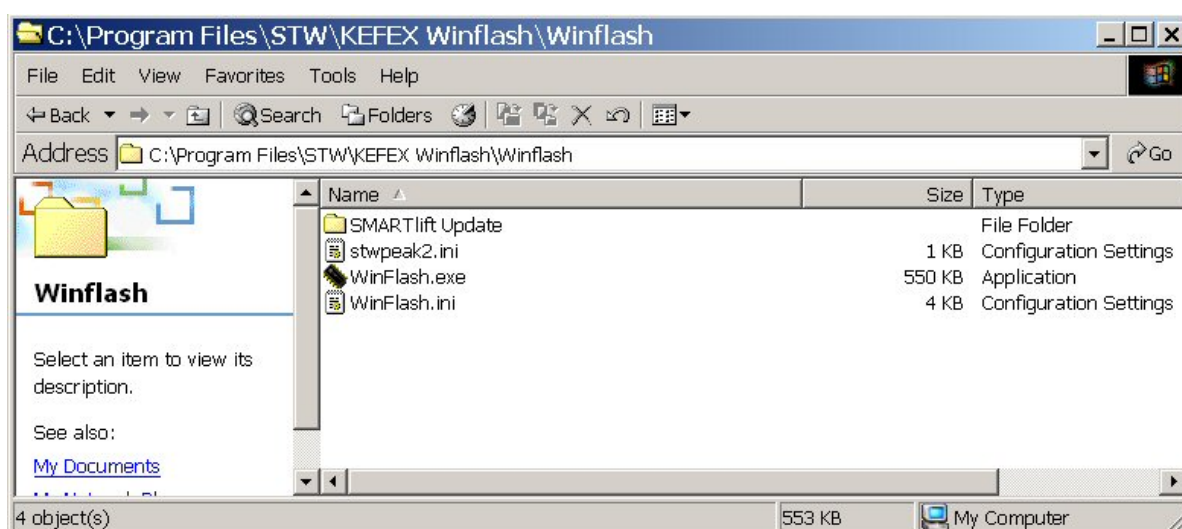 C:\Program Files\STW\KEFEX Winflash\Winflash
File Edit View Favorites Tools Help
Back Search Folders
Address C:\Program Files\STW\KEFEX Winflash\Winflash Go
Name Size Type
SMARTlift Update File Folder
stwpeak2.ini 1 KB Configuration Settings
WinFlash.exe 550 KB Application
WinFlash.ini 4 KB Configuration Settings
Winflash
Select an item to view its
description.
See also:
My Documents
4 object(s) 553 KB My Computer